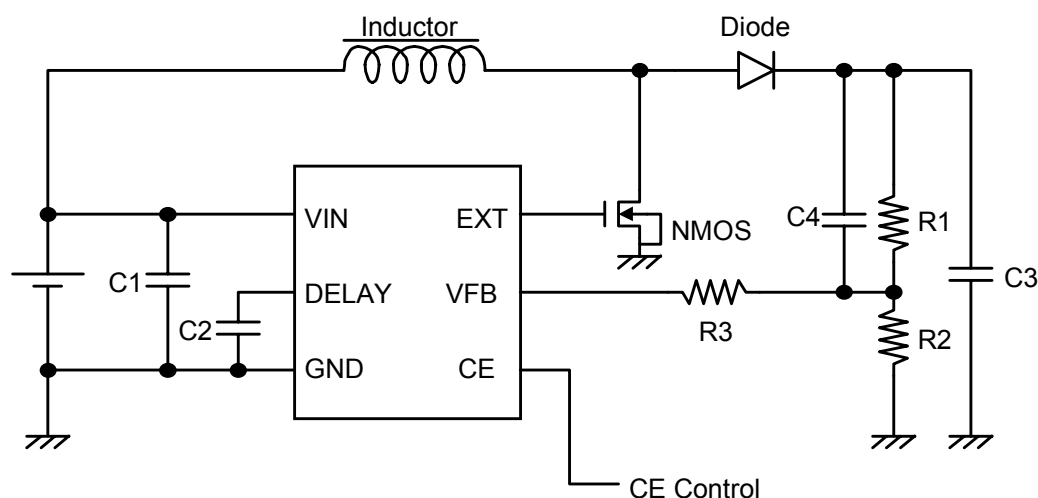 Inductor
Diode
VIN
EXT
NMOS
C4
R1
C1
DELAY
VFB
C3
C2
R3
R2
GND
CE
CE Control